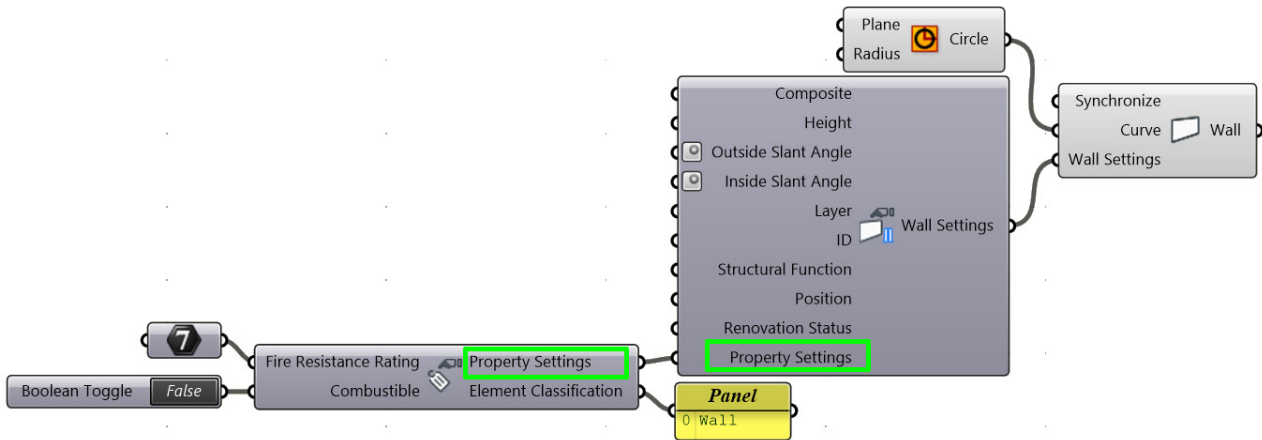 Plane
Radius
Circle
Synchronize
Curve
Wall Settings
Wall
Composite
Height
Outside Slant Angle
Inside Slant Angle
Layer
ID
Structural Function
Position
Renovation Status
Property Settings
Wall Settings
7
Boolean Toggle
False
Fire Resistance Rating
Combustible
Property Settings
Element Classification
Panel
0 Wall